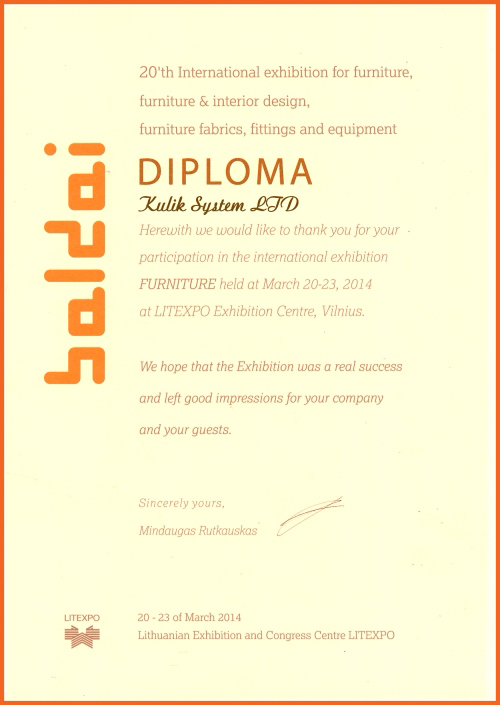 20'th International exhibition for furniture,
furniture & interior design,
furniture fabrics, fittings and equipment
baldai
DIPLOMA
Kulik System LTD
Herewith we would like to thank you for your
participation in the international exhibition
FURNITURE held at March 20-23, 2014
at LITEXPO Exhibition Centre, Vilnius.
We hope that the Exhibition was a real success
and left good impressions for your company
and your guests.
Sincerely yours,
Mindaugas Rutkauskas
LITEXPO
20 - 23 of March 2014
Lithuanian Exhibition and Congress Centre LITEXPO